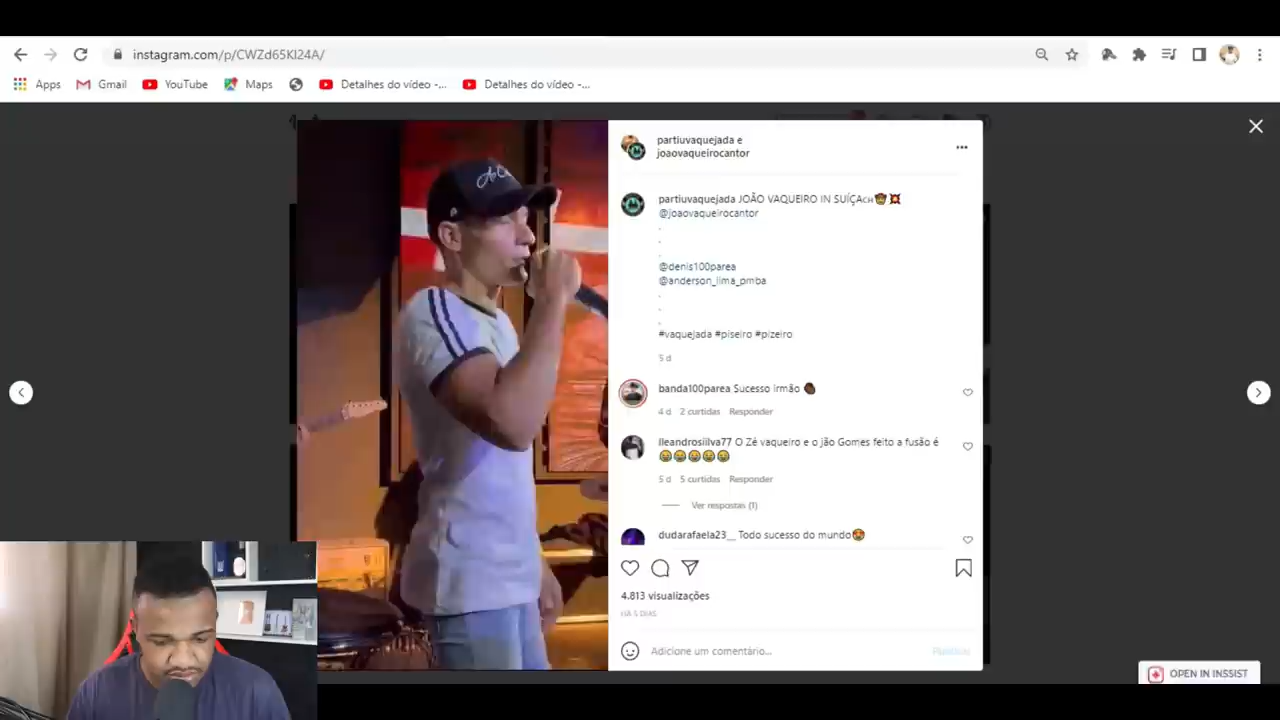 instagram.com/p/CWZd65KI24A/
Apps Gmail YouTube Maps Detalhes do vídeo -... Detalhes do vídeo -...
partiuvaquejada e
joaovaqueirocantor
partiuvaquejada JOÃO VAQUEIRO IN SUÍÇA
@joaovaqueirocantor
.
.
.
@denis100parea
@anderson_lima_pmba
.
.
#vaquejada #piseiro #pizeiro
5 d
banda100parea Sucesso irmão
4 d 2 curtidas Responder
lleandrosiilva77 O Zé vaqueiro e o jão Gomes feito a fusão é
5 d 5 curtidas Responder
Ver respostas (1)
dudarafaela23__ Todo sucesso do mundo
4.813 visualizações
HÁ 5 DIAS
Adicione um comentário...
Publicar
OPEN IN INSSIST